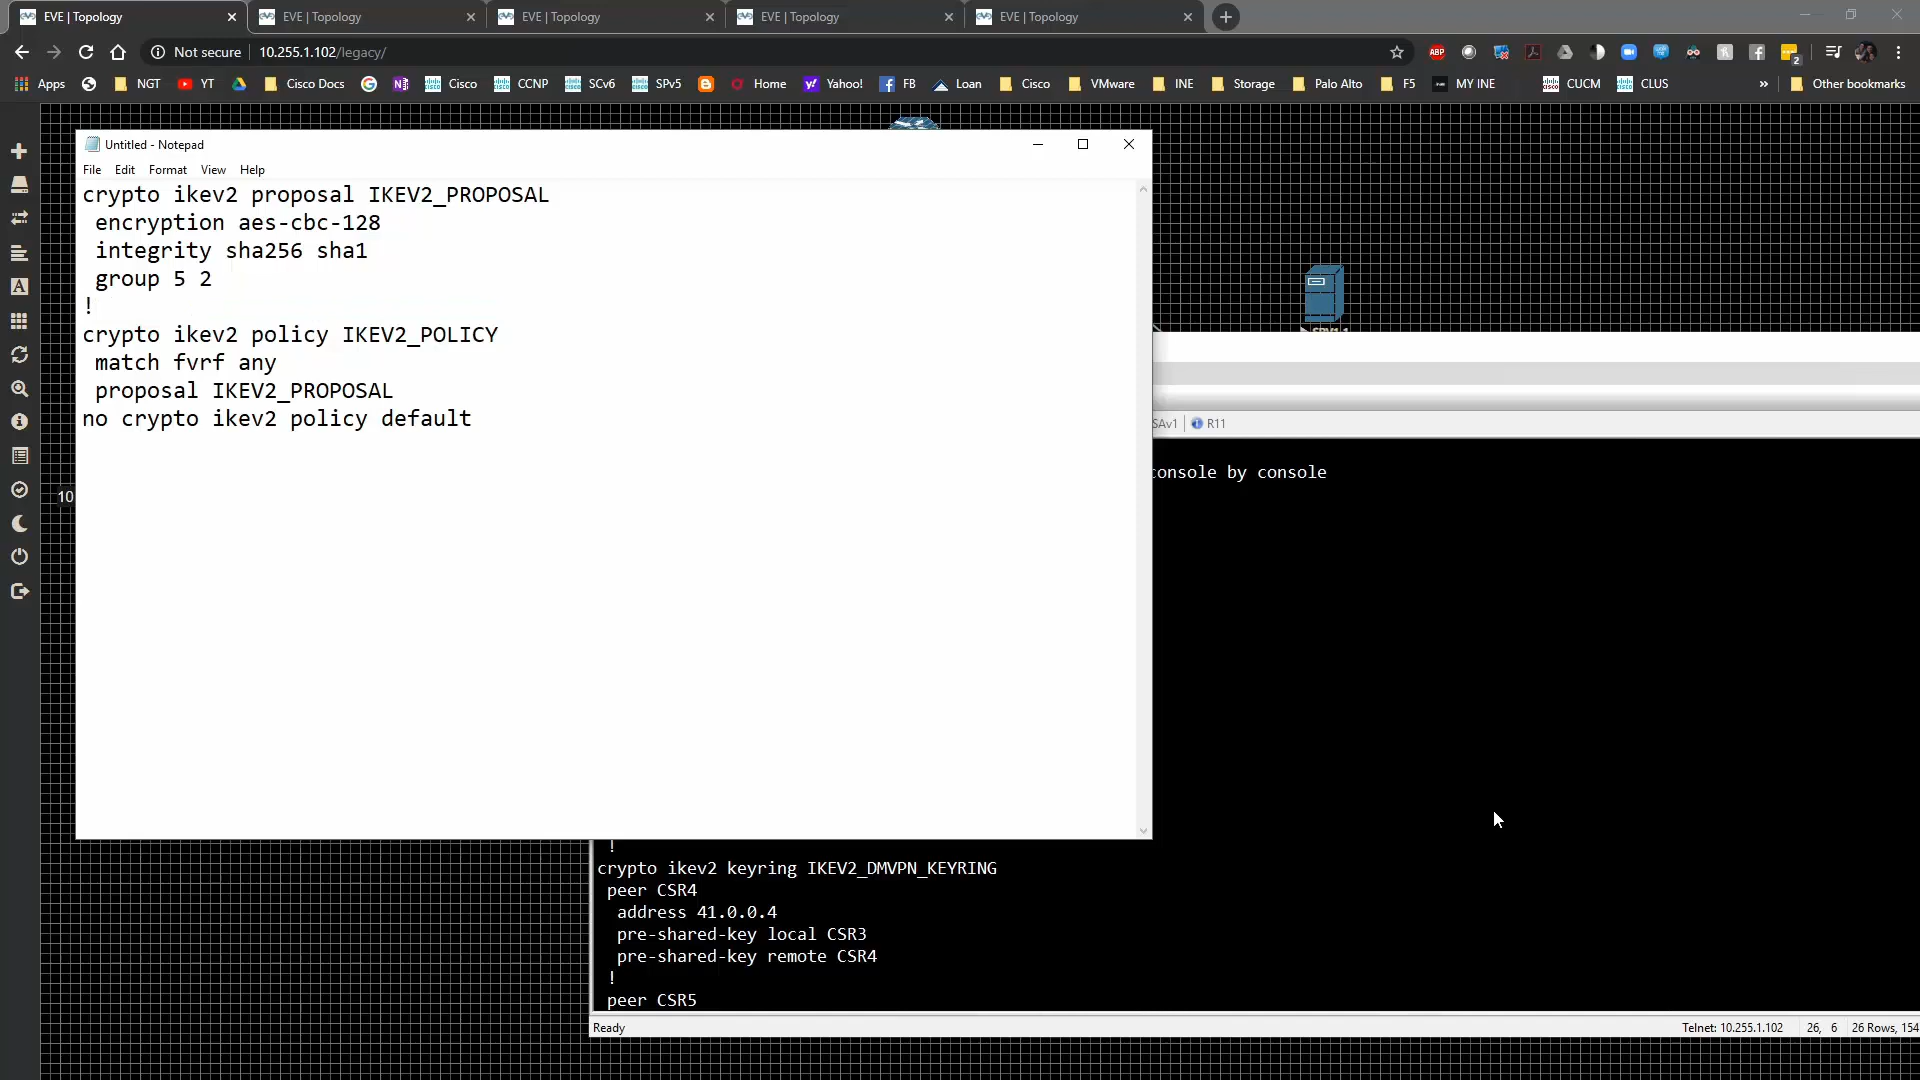 EVE | Topology
EVE | Topology
EVE | Topology
EVE | Topology
EVE | Topology
Not secure 10.255.1.102/legacy/
ABP
2
Apps NGT YT Cisco Docs Cisco CCNP SCv6 SPv5 Home Yahoo! FB Loan Cisco VMware INE Storage Palo Alto F5 MY INE CUCM CLUS » Other bookmarks
Untitled - Notepad
File Edit Format View Help
crypto ikev2 proposal IKEV2_PROPOSAL
encryption aes-cbc-128
integrity sha256 sha1
group 5 2
!
crypto ikev2 policy IKEV2_POLICY
match fvrf any
proposal IKEV2_PROPOSAL
no crypto ikev2 policy default
10
SAv1 R11
console by console
!
crypto ikev2 keyring IKEV2_DMVPN_KEYRING
peer CSR4
address 41.0.0.4
pre-shared-key local CSR3
pre-shared-key remote CSR4
!
peer CSR5
Ready
Telnet: 10.255.1.102 26, 6 26 Rows, 154